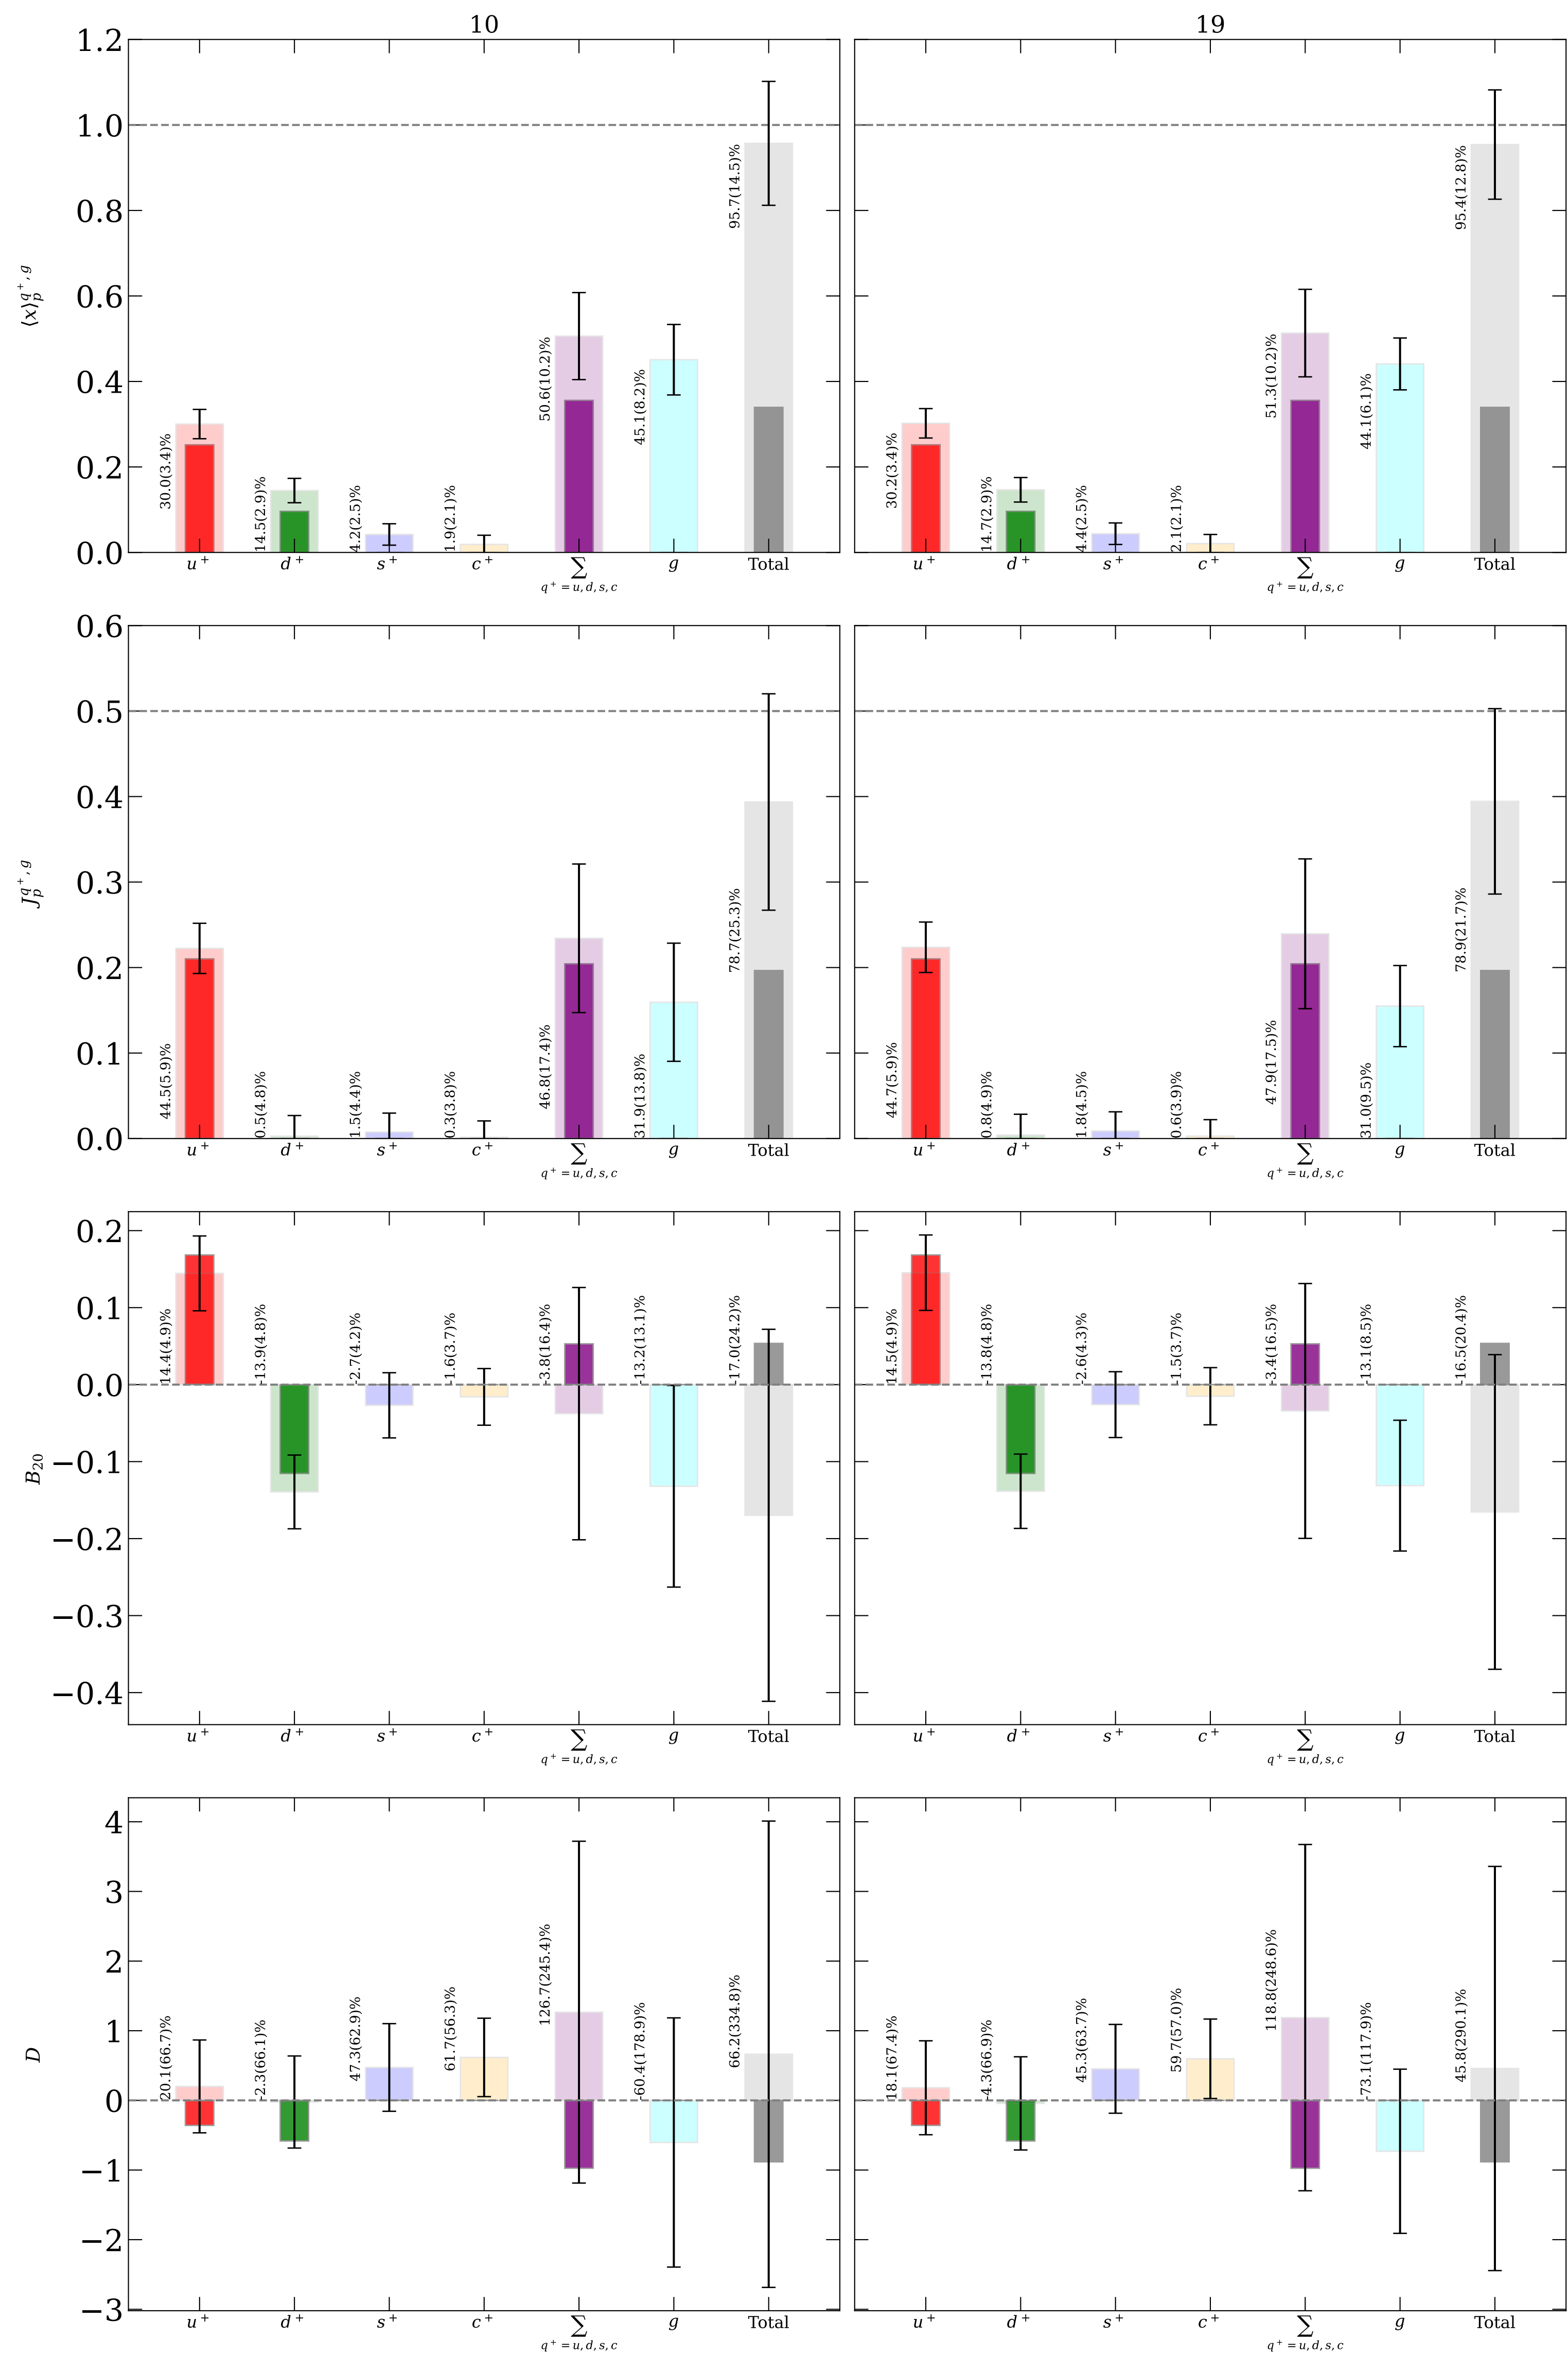 10
19
1.2
1.0
0.8
0.6
0.4
0.2
0.0
⟨x⟩ₚ^{q⁺, g}
30.0(3.4)%
14.5(2.9)%
4.2(2.5)%
1.9(2.1)%
50.6(10.2)%
45.1(8.2)%
95.7(14.5)%
u⁺
d⁺
s⁺
c⁺
∑
q⁺ = u, d, s, c
g
Total
30.2(3.4)%
14.7(2.9)%
4.4(2.5)%
2.1(2.1)%
51.3(10.2)%
44.1(6.1)%
95.4(12.8)%
u⁺
d⁺
s⁺
c⁺
∑
q⁺ = u, d, s, c
g
Total
0.6
0.5
0.4
0.3
0.2
0.1
0.0
Jₚ^{q⁺, g}
44.5(5.9)%
0.5(4.8)%
1.5(4.4)%
0.3(3.8)%
46.8(17.4)%
31.9(13.8)%
78.7(25.3)%
u⁺
d⁺
s⁺
c⁺
∑
q⁺ = u, d, s, c
g
Total
44.7(5.9)%
0.8(4.9)%
1.8(4.5)%
0.6(3.9)%
47.9(17.5)%
31.0(9.5)%
78.9(21.7)%
u⁺
d⁺
s⁺
c⁺
∑
q⁺ = u, d, s, c
g
Total
0.2
0.1
0.0
−0.1
−0.2
−0.3
−0.4
B₂₀
14.4(4.9)%
-13.9(4.8)%
-2.7(4.2)%
-1.6(3.7)%
-3.8(16.4)%
-13.2(13.1)%
-17.0(24.2)%
u⁺
d⁺
s⁺
c⁺
∑
q⁺ = u, d, s, c
g
Total
14.5(4.9)%
-13.8(4.8)%
-2.6(4.3)%
-1.5(3.7)%
-3.4(16.5)%
-13.1(8.5)%
-16.5(20.4)%
u⁺
d⁺
s⁺
c⁺
∑
q⁺ = u, d, s, c
g
Total
4
3
2
1
0
−1
−2
−3
D
20.1(66.7)%
-2.3(66.1)%
47.3(62.9)%
61.7(56.3)%
126.7(245.4)%
-60.4(178.9)%
66.2(334.8)%
u⁺
d⁺
s⁺
c⁺
∑
q⁺ = u, d, s, c
g
Total
18.1(67.4)%
-4.3(66.9)%
45.3(63.7)%
59.7(57.0)%
118.8(248.6)%
-73.1(117.9)%
45.8(290.1)%
u⁺
d⁺
s⁺
c⁺
∑
q⁺ = u, d, s, c
g
Total